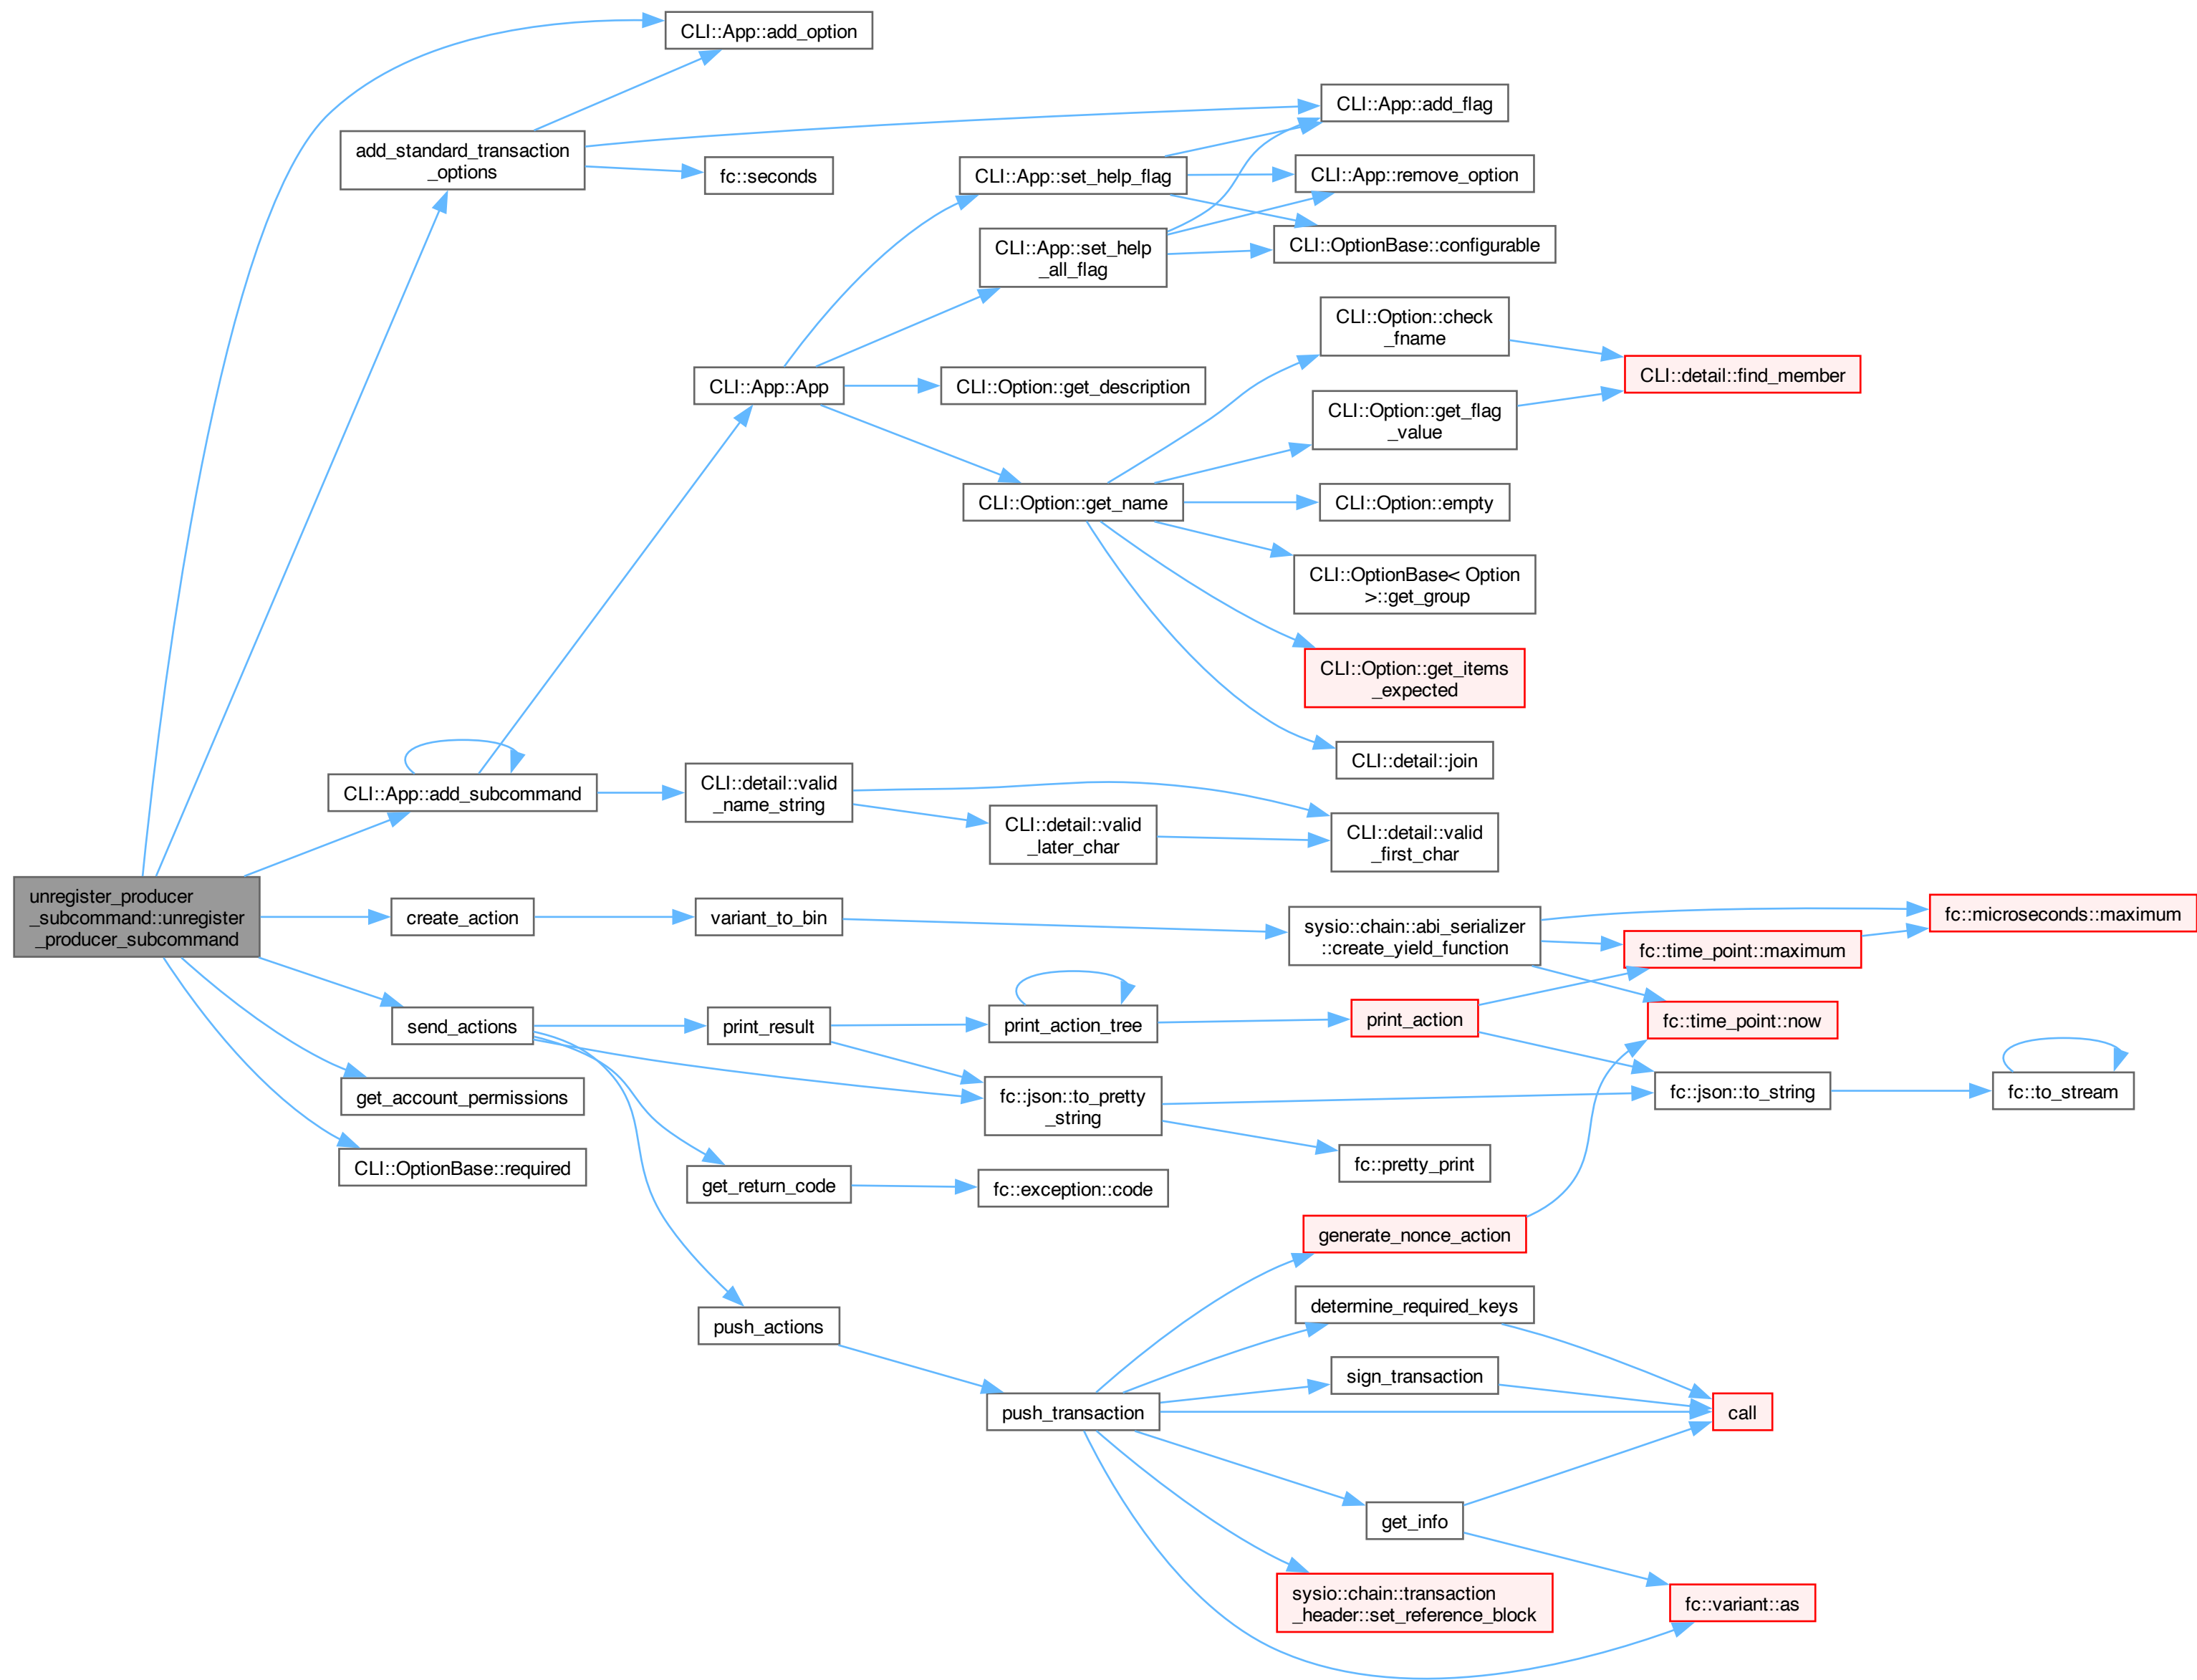 CLI::App::add_option
CLI::App::add_flag
add_standard_transaction
_options
fc::seconds
CLI::App::set_help_flag
CLI::App::remove_option
CLI::App::set_help
_all_flag
CLI::OptionBase::configurable
CLI::Option::check
_fname
CLI::App::App
CLI::Option::get_description
CLI::detail::find_member
CLI::Option::get_flag
_value
CLI::Option::get_name
CLI::Option::empty
CLI::OptionBase< Option
>::get_group
CLI::Option::get_items
_expected
CLI::detail::join
CLI::App::add_subcommand
CLI::detail::valid
_name_string
CLI::detail::valid
_later_char
CLI::detail::valid
_first_char
unregister_producer
_subcommand::unregister
_producer_subcommand
create_action
variant_to_bin
sysio::chain::abi_serializer
::create_yield_function
fc::microseconds::maximum
fc::time_point::maximum
send_actions
print_result
print_action_tree
print_action
fc::time_point::now
get_account_permissions
fc::json::to_pretty
_string
fc::json::to_string
fc::to_stream
CLI::OptionBase::required
get_return_code
fc::exception::code
fc::pretty_print
generate_nonce_action
push_actions
determine_required_keys
sign_transaction
push_transaction
call
get_info
sysio::chain::transaction
_header::set_reference_block
fc::variant::as